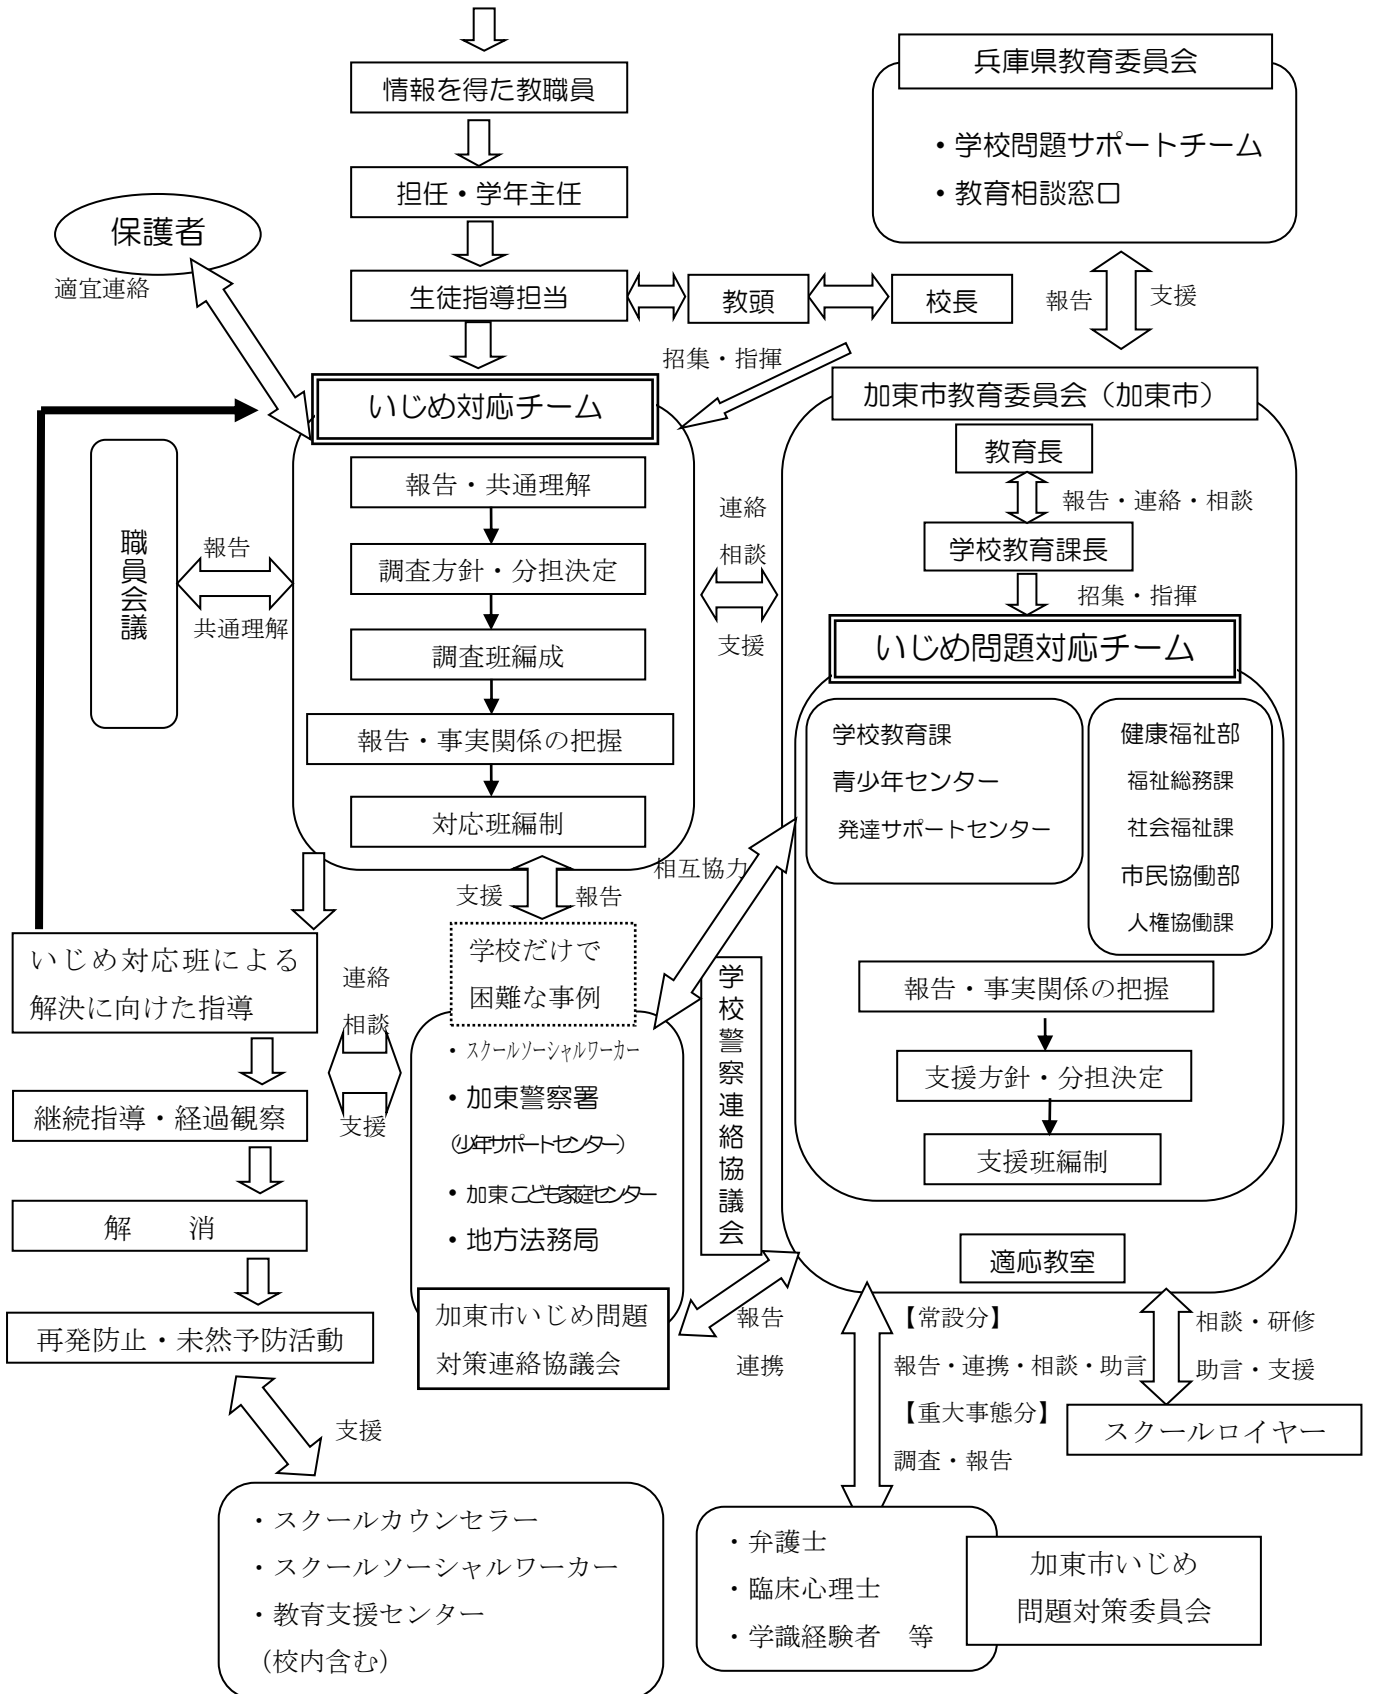 情報を得た教職員
担任・学年主任
生徒指導担当
教頭
校長
保護者
適宜連絡
招集・指揮
兵庫県教育委員会
・学校問題サポートチーム
・教育相談窓口
報告
支援
いじめ対応チーム
報告・共通理解
調査方針・分担決定
調査班編成
報告・事実関係の把握
対応班編制
職員会議
報告
共通理解
連絡
相談
支援
加東市教育委員会（加東市）
教育長
報告・連絡・相談
学校教育課長
招集・指揮
いじめ問題対応チーム
学校教育課
青少年センター
発達サポートセンター
健康福祉部
福祉総務課
社会福祉課
市民協働部
人権協働課
報告・事実関係の把握
支援方針・分担決定
支援班編制
適応教室
相互協力
支援
報告
学校だけで
困難な事例
・スクールソーシャルワーカー
・加東警察署
（少年サポートセンター）
・加東こども家庭センター
・地方法務局
加東市いじめ問題
対策連絡協議会
学校警察連絡協議会
報告
連携
いじめ対応班による
解決に向けた指導
連絡
相談
支援
継続指導・経過観察
解　消
再発防止・未然予防活動
支援
・スクールカウンセラー
・スクールソーシャルワーカー
・教育支援センター
（校内含む）
【常設分】
報告・連携・相談・助言
【重大事態分】
調査・報告
相談・研修
助言・支援
スクールロイヤー
・弁護士
・臨床心理士
・学識経験者　等
加東市いじめ
問題対策委員会